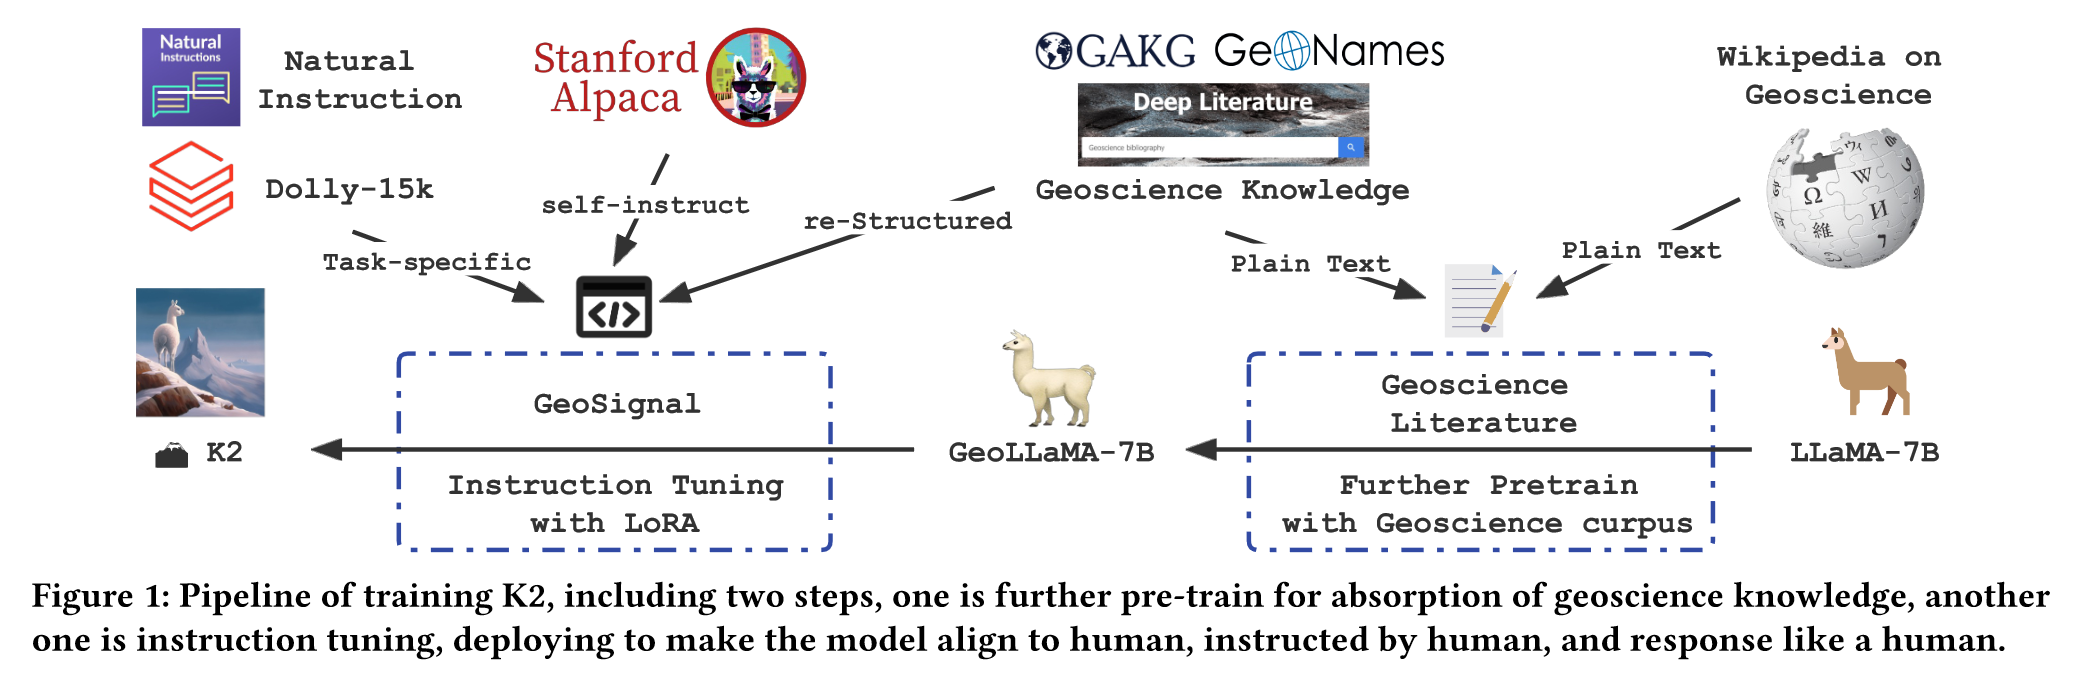 Natural
Instructions
Natural
Instruction
Stanford
Alpaca
GAKG
GeoNames
Deep Literature
Geoscience bibliography
Wikipedia on
Geoscience
Dolly-15k
Geoscience Knowledge
self-instruct
re-Structured
Task-specific
Plain Text
Plain Text
Ω
W
И
維
ウィ
7
</>
GeoSignal
Geoscience
Literature
K2
GeoLLaMA-7B
LLaMA-7B
Instruction Tuning
with LoRA
Further Pretrain
with Geoscience curpus
Figure 1: Pipeline of training K2, including two steps, one is further pre-train for absorption of geoscience knowledge, another
one is instruction tuning, deploying to make the model align to human, instructed by human, and response like a human.